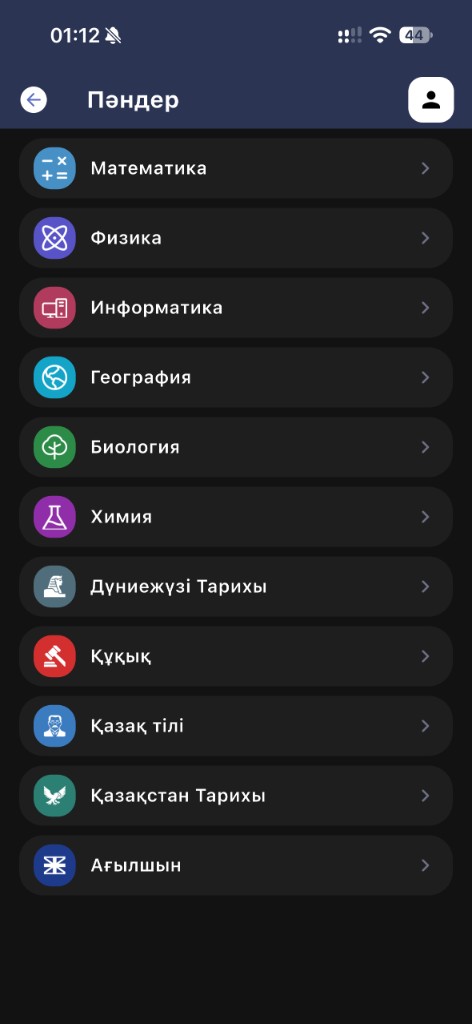 01:12
44
Пәндер
Математика
Физика
Информатика
География
Биология
Химия
Дүниежүзі Тарихы
Құқық
Қазақ тілі
Қазақстан Тарихы
Ағылшын